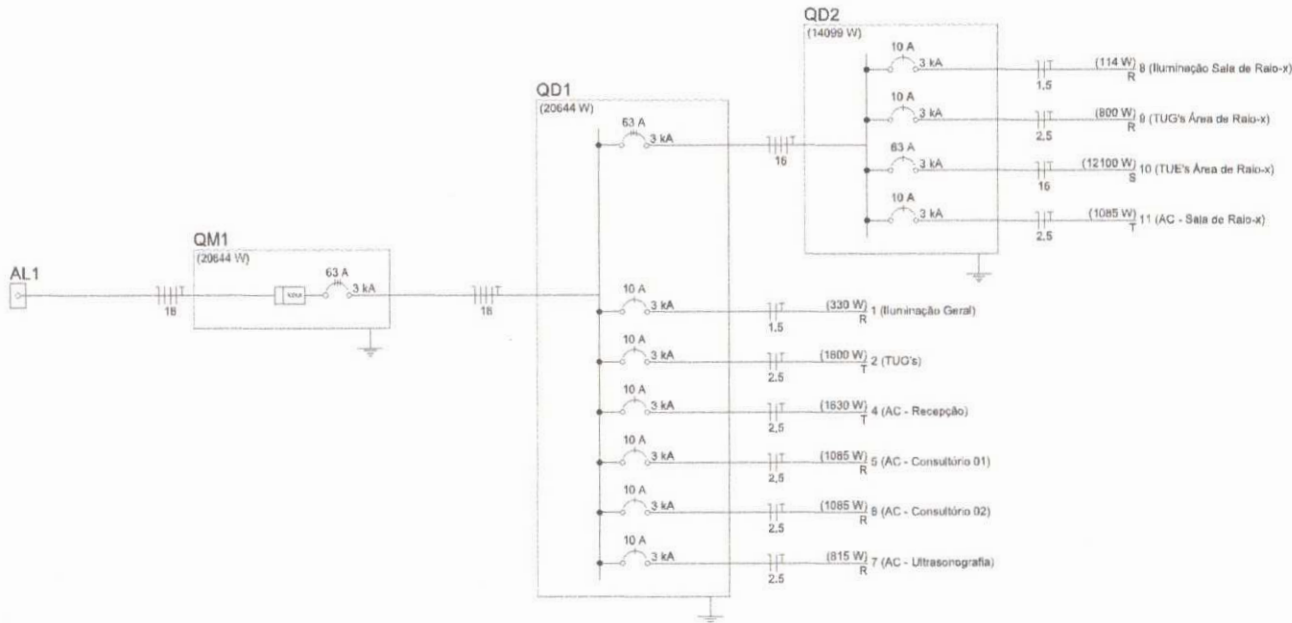 AL1
16
QM1
(20644 W)
63 A
3 kA
16
QD1
(20644 W)
63 A
3 kA
16
QD2
(14099 W)
10 A
3 kA
T
1.5
(114 W)
R
8 (Iluminação Sala de Raio-x)
10 A
3 kA
T
2.5
(800 W)
R
9 (TUG's Área de Raio-x)
63 A
3 kA
T
16
(12100 W)
S
10 (TUE's Área de Raio-x)
10 A
3 kA
T
2.5
(1085 W)
T
11 (AC - Sala de Raio-x)
10 A
3 kA
T
1.5
(330 W)
R
1 (Iluminação Geral)
10 A
3 kA
T
2.5
(1600 W)
T
2 (TUG's)
10 A
3 kA
T
2.5
(1630 W)
T
4 (AC - Recepção)
10 A
3 kA
T
2.5
(1085 W)
R
5 (AC - Consultório 01)
10 A
3 kA
T
2.5
(1085 W)
R
6 (AC - Consultório 02)
10 A
3 kA
T
2.5
(815 W)
R
7 (AC - Ultrasonografia)